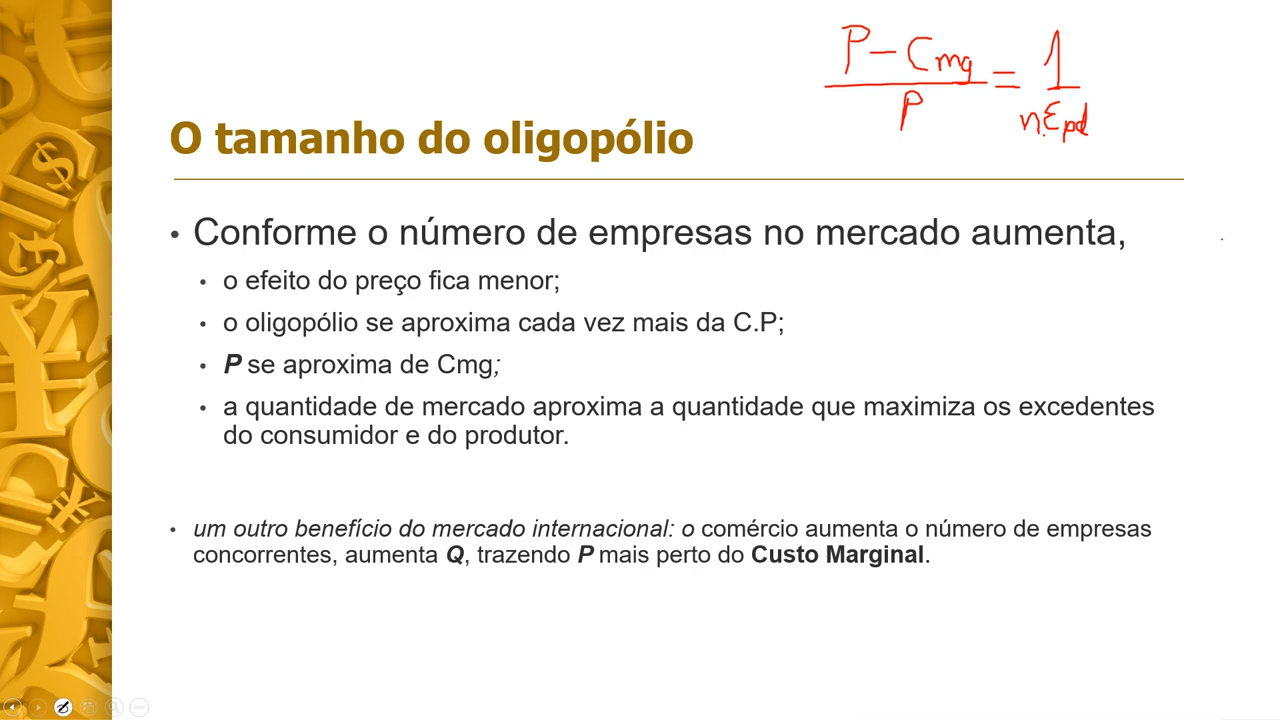 P - Cmg = 1
P n.Epd
O tamanho do oligopólio
• Conforme o número de empresas no mercado aumenta,
• o efeito do preço fica menor;
• o oligopólio se aproxima cada vez mais da C.P;
• P se aproxima de Cmg;
• a quantidade de mercado aproxima a quantidade que maximiza os excedentes
do consumidor e do produtor.
• um outro benefício do mercado internacional: o comércio aumenta o número de empresas
concorrentes, aumenta Q, trazendo P mais perto do Custo Marginal.